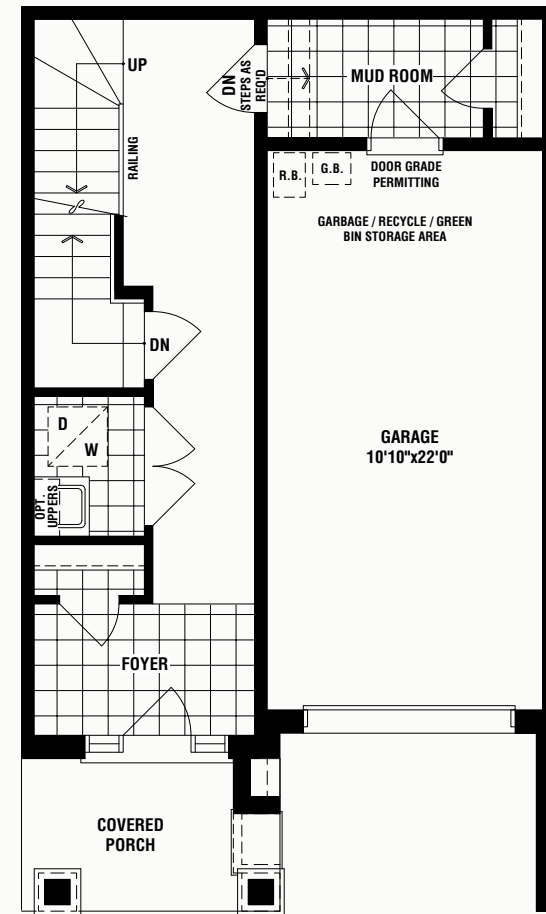 UP
DN
STEPS AS
REQ'D
MUD ROOM
RAILING
R.B.
G.B.
DOOR GRADE
PERMITTING
GARBAGE / RECYCLE / GREEN
BIN STORAGE AREA
DN
D
W
OPT.
UPPERS
GARAGE
10'10"x22'0"
FOYER
COVERED
PORCH